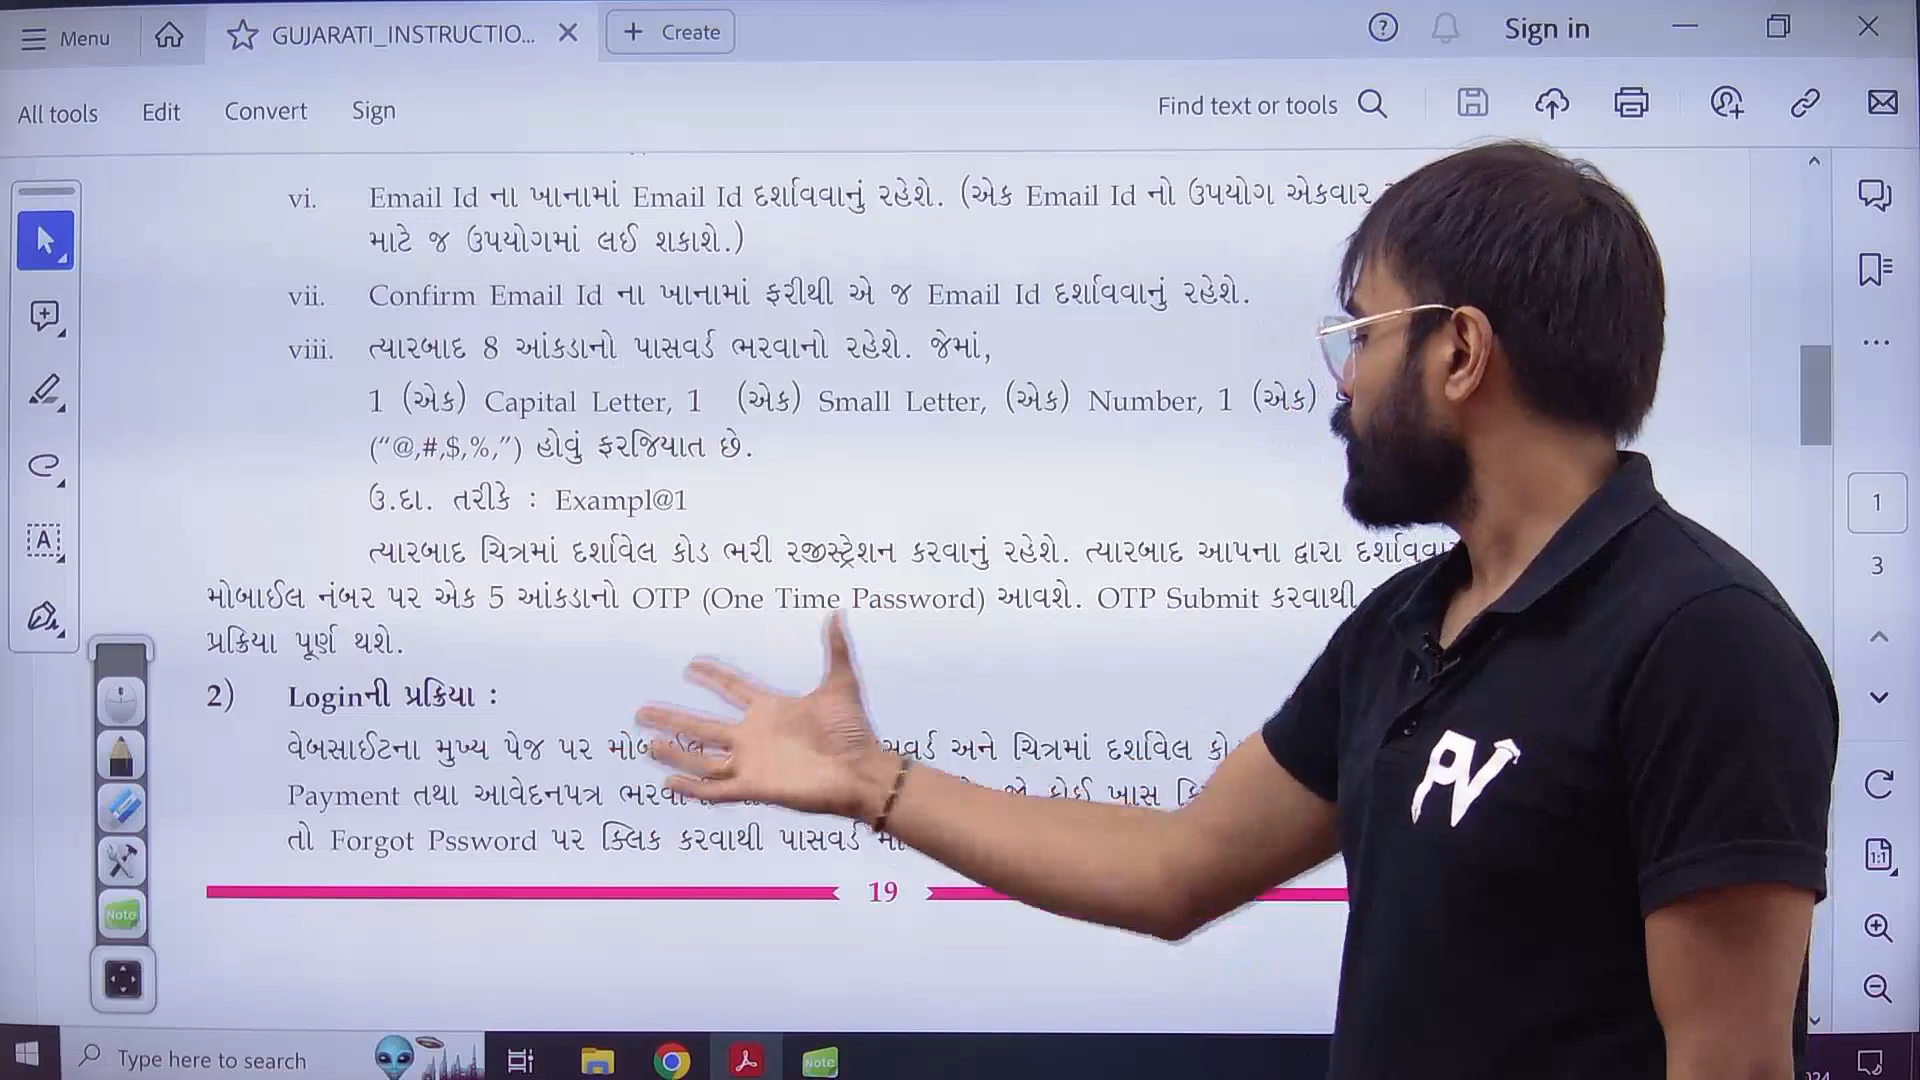 Menu
GUJARATI_INSTRUCTIO...
Create
Sign in
All tools
Edit
Convert
Sign
Find text or tools
vi. Email Id ના ખાનામાં Email Id દર્શાવવાનું રહેશે. (એક Email Id નો ઉપયોગ એકવાર
માટે જ ઉપયોગમાં લઈ શકાશે.)
vii. Confirm Email Id ના ખાનામાં ફરીથી એ જ Email Id દર્શાવવાનું રહેશે.
viii. ત્યારબાદ 8 આંકડાનો પાસવર્ડ ભરવાનો રહેશે. જેમાં,
1 (એક) Capital Letter, 1 (એક) Small Letter, (એક) Number, 1 (એક)
(“@,#,$,%,”) હોવું ફરજિયાત છે.
ઉ.દા. તરીકે : Exampl@1
ત્યારબાદ ચિત્રમાં દર્શાવેલ કોડ ભરી રજીસ્ટ્રેશન કરવાનું રહેશે. ત્યારબાદ આપના દ્વારા
મોબાઈલ નંબર પર એક 5 આંકડાનો OTP (One Time Password) આવશે. OTP Submit કરવાથી
પ્રક્રિયા પૂર્ણ થશે.
2) Loginની પ્રક્રિયા :
વેબસાઈટના મુખ્ય પેજ પર અને ચિત્રમાં દર્શાવેલ
Payment તથા આવેદનપત્ર કોઈ ખાસ
તો Forgot Pssword પર ક્લિક કરવાથી પાસવર્ડ
19
1
3
1:1
Note
PV
Type here to search
Note